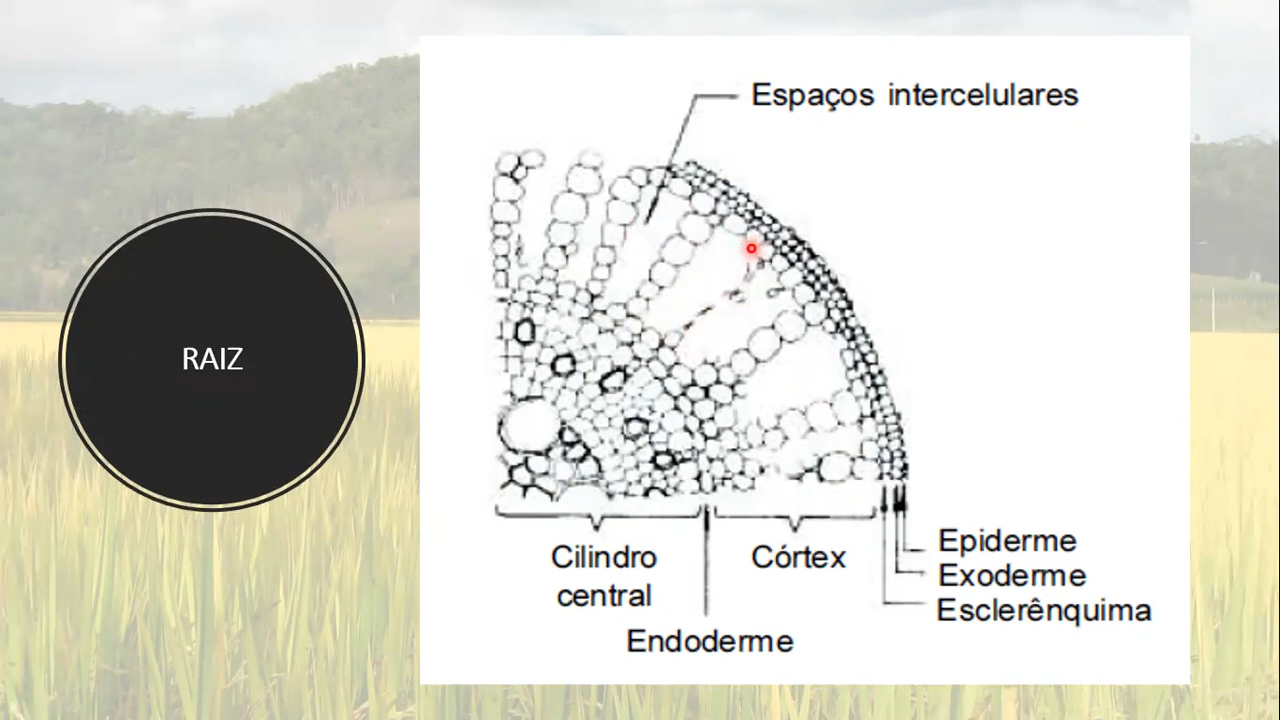 Espaços intercelulares
RAIZ
Cilindro
central
Córtex
Endoderme
Epiderme
Exoderme
Esclerênquima